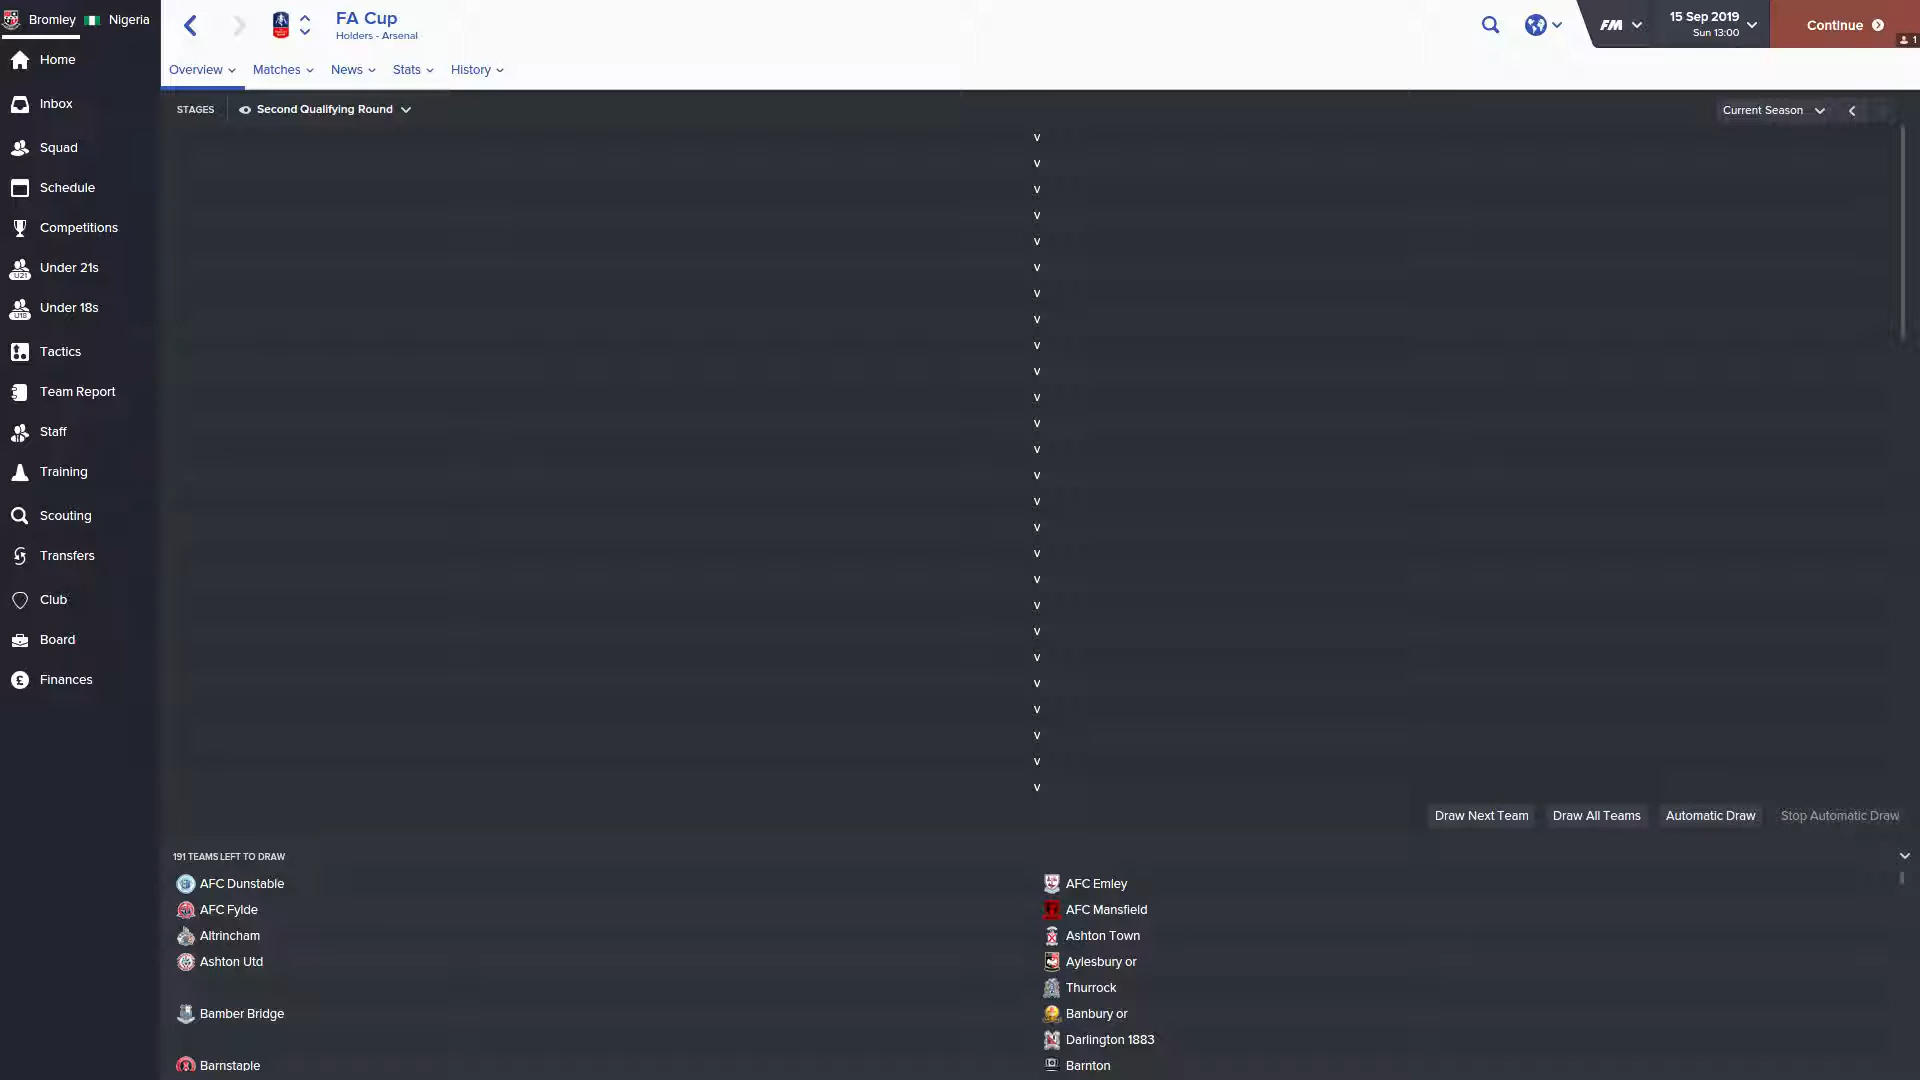 Bromley Nigeria
FA Cup
Holders - Arsenal
FM
15 Sep 2019
Sun 13:00
Continue
1
Home
Overview Matches News Stats History
Inbox
STAGES Second Qualifying Round
Current Season
v
Squad
v
Schedule
v
v
Competitions
v
Under 21s
U21
v
v
Under 18s
U18
v
Tactics
v
v
Team Report
v
v
Staff
v
Training
v
v
Scouting
v
Transfers
v
v
Club
v
v
Board
v
v
Finances
v
v
v
v
v
Draw Next Team Draw All Teams Automatic Draw Stop Automatic Draw
191 TEAMS LEFT TO DRAW
AFC Dunstable AFC Emley
AFC Fylde AFC Mansfield
Altrincham Ashton Town
Ashton Utd Aylesbury or
Thurrock
Bamber Bridge Banbury or
Darlington 1883
Barnstaple Barnton